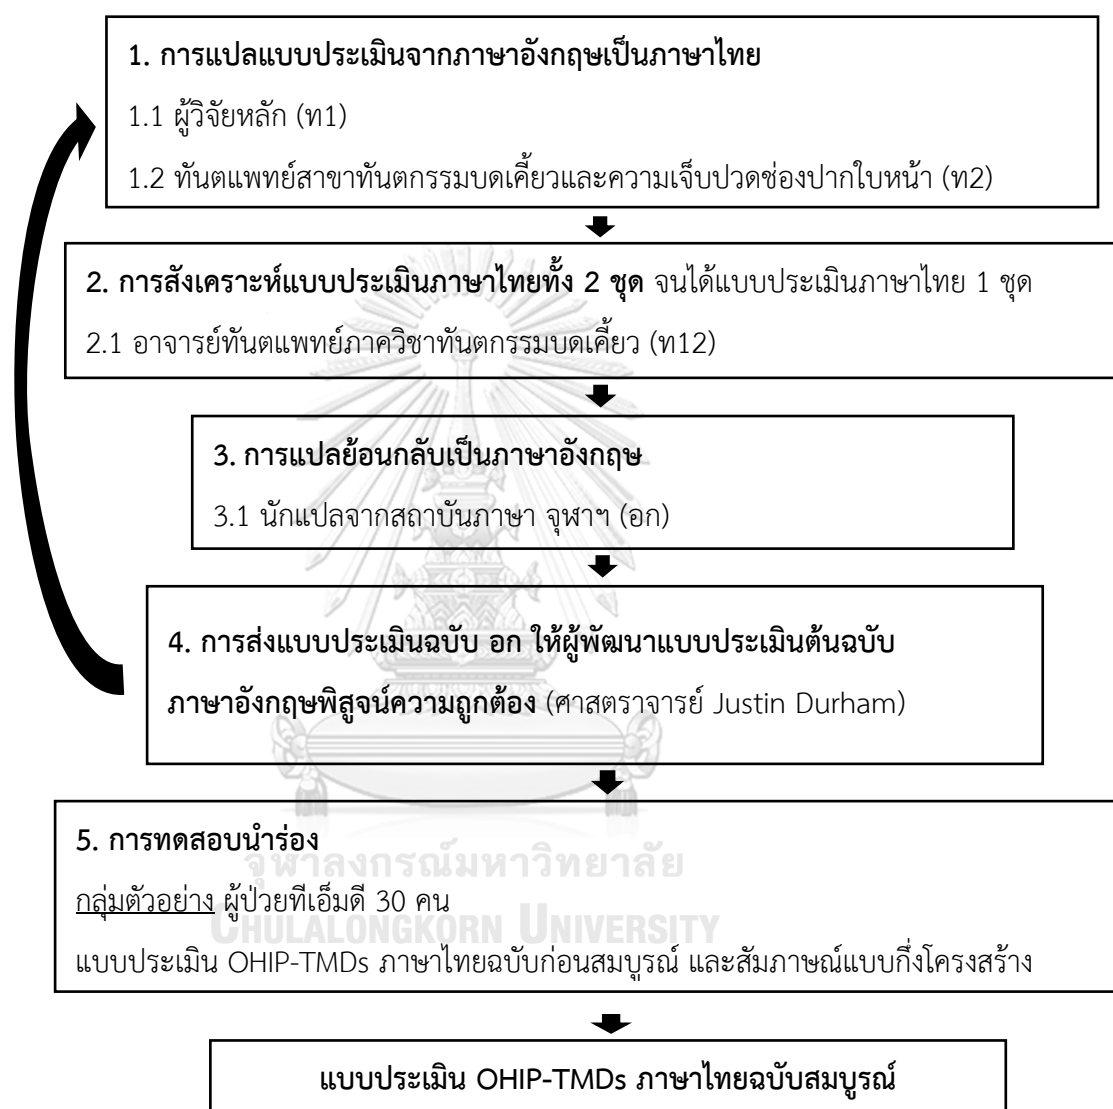 1. การแปลแบบประเมินจากภาษาอังกฤษเป็นภาษาไทย
1.1 ผู้วิจัยหลัก (ท1)
1.2 ทันตแพทย์สาขาทันตกรรมบดเคี้ยวและความเจ็บปวดช่องปากใบหน้า (ท2)
2. การสังเคราะห์แบบประเมินภาษาไทยทั้ง 2 ชุด จนได้แบบประเมินภาษาไทย 1 ชุด
2.1 อาจารย์ทันตแพทย์ภาควิชาทันตกรรมบดเคี้ยว (ท12)
3. การแปลย้อนกลับเป็นภาษาอังกฤษ
3.1 นักแปลจากสถาบันภาษา จุฬาฯ (อก)
4. การส่งแบบประเมินฉบับ อก ให้ผู้พัฒนาแบบประเมินต้นฉบับ
ภาษาอังกฤษพิสูจน์ความถูกต้อง (ศาสตราจารย์ Justin Durham)
5. การทดสอบนำร่อง
จุฬาลงกรณ์มหาวิทยาลัย
กลุ่มตัวอย่าง ผู้ป่วยทีเอ็มดี 30 คน
CHULALONGKORN UNIVERSITY
แบบประเมิน OHIP-TMDs ภาษาไทยฉบับก่อนสมบูรณ์ และสัมภาษณ์แบบกึ่งโครงสร้าง
แบบประเมิน OHIP-TMDs ภาษาไทยฉบับสมบูรณ์